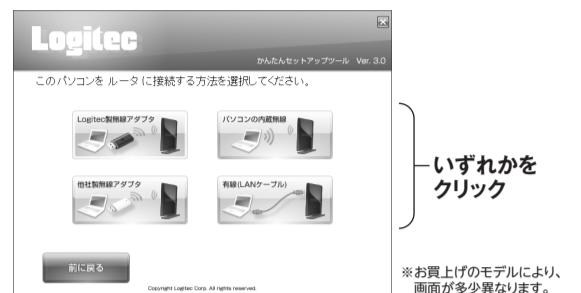 Logitec
かんたんセットアップツール Ver. 3.0
このパソコンを ルータ に接続する方法を選択してください。
Logitec製無線アダプタ
パソコンの内蔵無線
他社製無線アダプタ
有線(LANケーブル)
いずれかを
クリック
前に戻る
Copyright Logitec Corp. All rights reserved.
※お買上げのモデルにより、
画面が多少異なります。